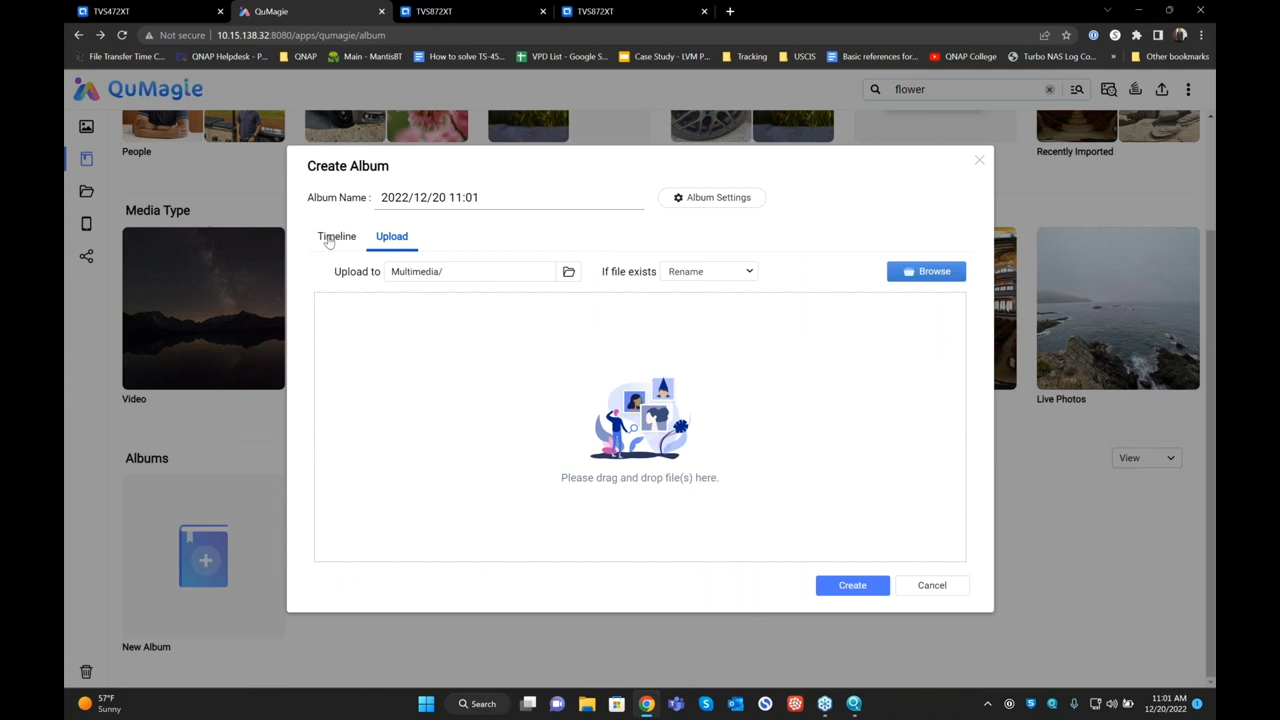 TVS472XT
QuMagie
TVS872XT
TVS872XT
Not secure
10.15.138.32:8080/apps/qumagie/album
File Transfer Time C...
QNAP Helpdesk - P...
QNAP
Main - MantisBT
How to solve TS-45...
VPD List - Google S...
Case Study - LVM P...
Tracking
USCIS
Basic references for...
QNAP College
Turbo NAS Log Co...
»
Other bookmarks
QuMagie
flower
People
Recently Imported
Create Album
Album Name :
2022/12/20 11:01
Album Settings
Media Type
Timeline
Upload
Upload to
Multimedia/
If file exists
Rename
Browse
Video
Live Photos
Albums
View
Please drag and drop file(s) here.
Create
Cancel
New Album
57°F
Sunny
Search
11:01 AM
12/20/2022
1